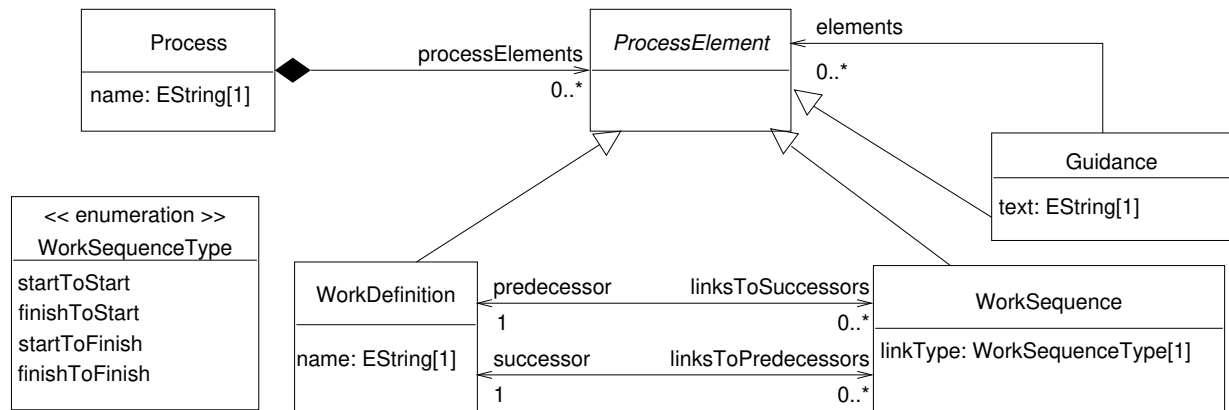 Process
name: EString[1]
processElements
0..*
ProcessElement
elements
0..*
Guidance
text: EString[1]
<< enumeration >>
WorkSequenceType
startToStart
finishToStart
startToFinish
finishToFinish
WorkDefinition
name: EString[1]
predecessor
1
linksToSuccessors
0..*
successor
1
linksToPredecessors
0..*
WorkSequence
linkType: WorkSequenceType[1]